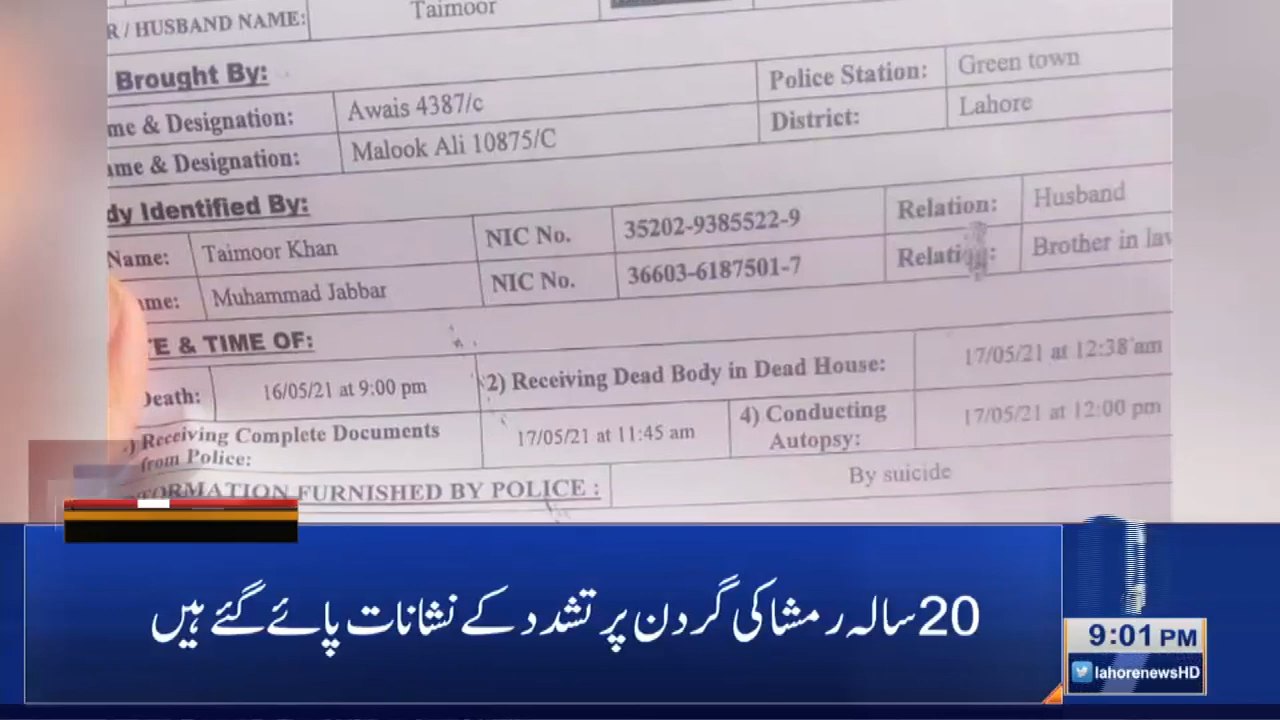 R / HUSBAND NAME: Taimoor
Brought By:
me & Designation: Awais 4387/c Police Station: Green town
ame & Designation: Malook Ali 10875/C District: Lahore
dy Identified By:
Name: Taimoor Khan NIC No. 35202-9385522-9 Relation: Husband
me: Muhammad Jabbar NIC No. 36603-6187501-7 Relation: Brother in law
E & TIME OF:
Death: 16/05/21 at 9:00 pm 2) Receiving Dead Body in Dead House: 17/05/21 at 12:38 am
) Receiving Complete Documents from Police: 17/05/21 at 11:45 am 4) Conducting Autopsy: 17/05/21 at 12:00 pm
FORMATION FURNISHED BY POLICE : By suicide
20 سالہ رمشا کی گردن پر تشدد کے نشانات پائے گئے ہیں
9:01 PM
lahorenewsHD